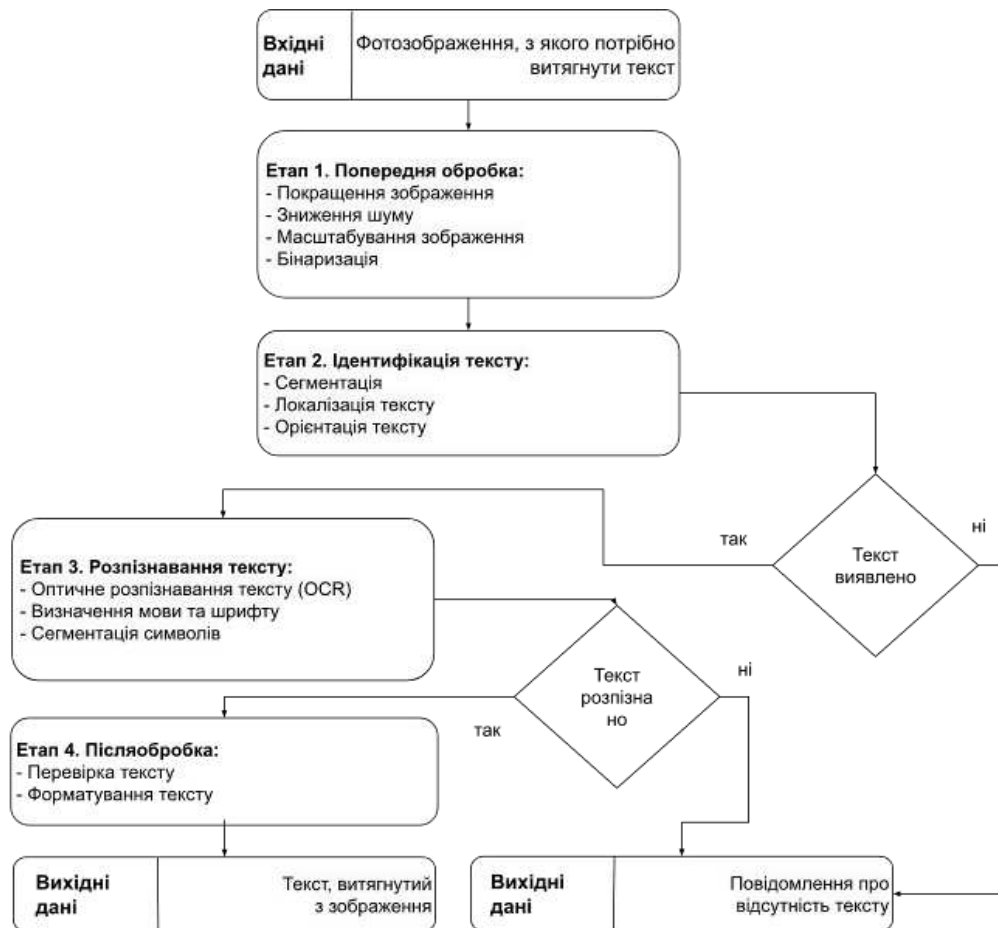 Вхідні
дані
Фотозображення, з якого потрібно
витягнути текст
Етап 1. Попередня обробка:
- Покращення зображення
- Зниження шуму
- Масштабування зображення
- Бінаризація
Етап 2. Ідентифікація тексту:
- Сегментація
- Локалізація тексту
- Орієнтація тексту
Текст
виявлено
так
ні
Етап 3. Розпізнавання тексту:
- Оптичне розпізнавання тексту (OCR)
- Визначення мови та шрифту
- Сегментація символів
Текст
розпізна
но
так
ні
Етап 4. Післяобробка:
- Перевірка тексту
- Форматування тексту
Вихідні
дані
Текст, витягнутий
з зображення
Вихідні
дані
Повідомлення про
відсутність тексту